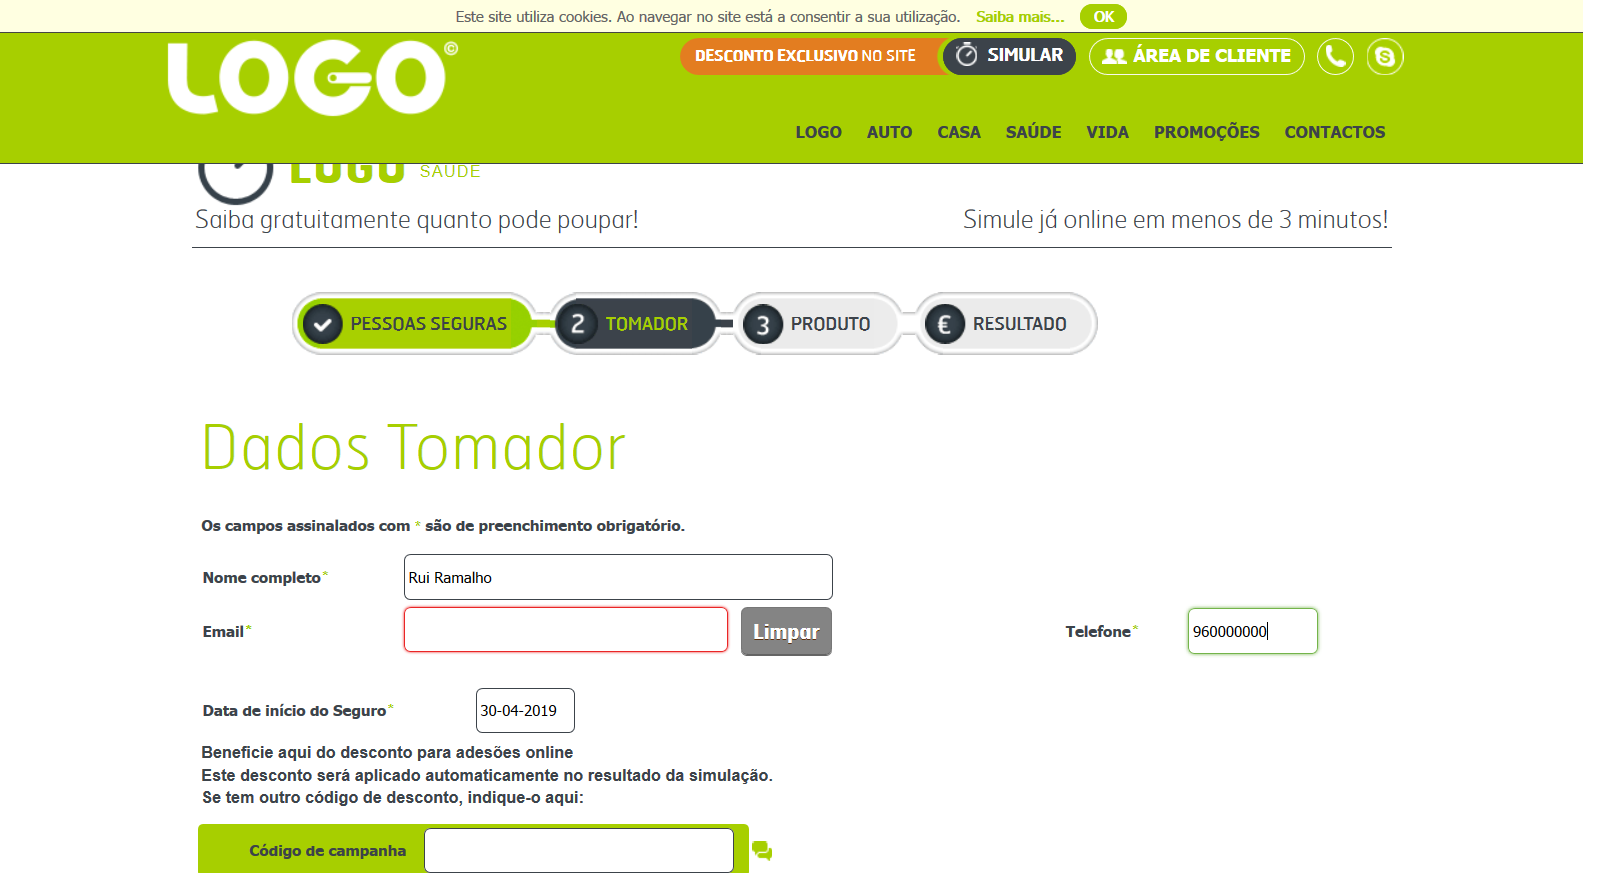 Este site utiliza cookies. Ao navegar no site está a consentir a sua utilização. Saiba mais... OK
LOGO©
DESCONTO EXCLUSIVO NO SITE SIMULAR ÁREA DE CLIENTE
LOGO AUTO CASA SAÚDE VIDA PROMOÇÕES CONTACTOS
LOGO SAÚDE
Saiba gratuitamente quanto pode poupar! Simule já online em menos de 3 minutos!
PESSOAS SEGURAS 2 TOMADOR 3 PRODUTO € RESULTADO
Dados Tomador
Os campos assinalados com * são de preenchimento obrigatório.
Nome completo* Rui Ramalho
Email* Limpar Telefone* 960000000
Data de início do Seguro* 30-04-2019
Beneficie aqui do desconto para adesões online
Este desconto será aplicado automaticamente no resultado da simulação.
Se tem outro código de desconto, indique-o aqui:
Código de campanha